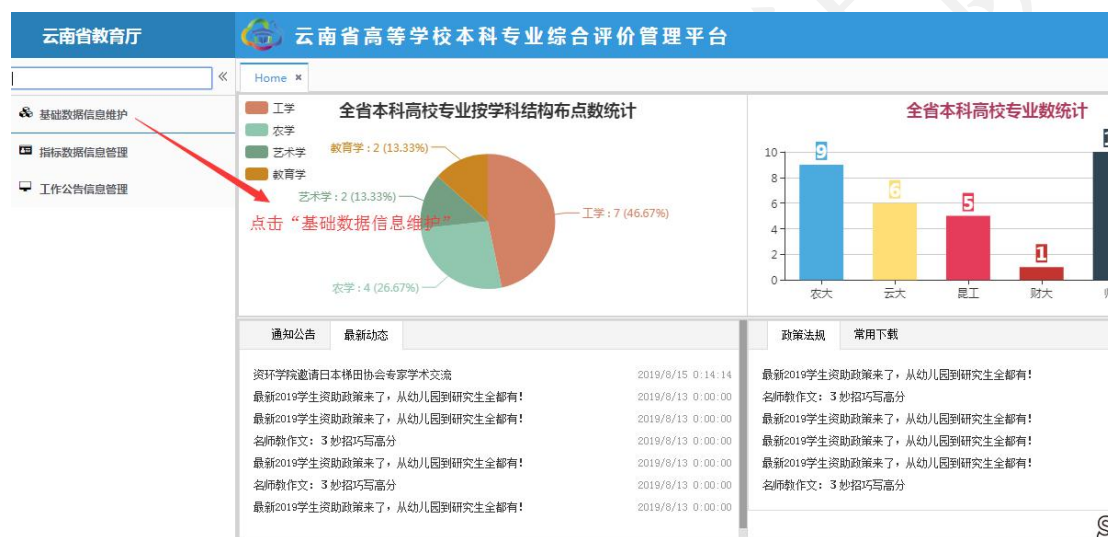 云南省教育厅
云南省高等学校本科专业综合评价管理平台
Home
基础数据信息维护
指标数据信息管理
工作公告信息管理
工学
农学
艺术学
教育学
全省本科高校专业按学科结构布点数统计
教育学 : 2 (13.33%)
艺术学 : 2 (13.33%)
工学 : 7 (46.67%)
农学 : 4 (26.67%)
点击“基础数据信息维护”
全省本科高校专业数统计
10
8
6
4
2
0
9
6
5
1
农大
云大
昆工
财大
通知公告 最新动态
资环学院邀请日本梯田协会专家学术交流 2019/8/15 0:14:14
最新2019学生资助政策来了，从幼儿园到研究生全都有！ 2019/8/13 0:00:00
最新2019学生资助政策来了，从幼儿园到研究生全都有！ 2019/8/13 0:00:00
名师教作文：3妙招巧写高分 2019/8/13 0:00:00
最新2019学生资助政策来了，从幼儿园到研究生全都有！ 2019/8/13 0:00:00
名师教作文：3妙招巧写高分 2019/8/13 0:00:00
最新2019学生资助政策来了，从幼儿园到研究生全都有！ 2019/8/13 0:00:00
政策法规 常用下载
最新2019学生资助政策来了，从幼儿园到研究生全都有！
名师教作文：3妙招巧写高分
最新2019学生资助政策来了，从幼儿园到研究生全都有！
最新2019学生资助政策来了，从幼儿园到研究生全都有！
最新2019学生资助政策来了，从幼儿园到研究生全都有！
名师教作文：3妙招巧写高分